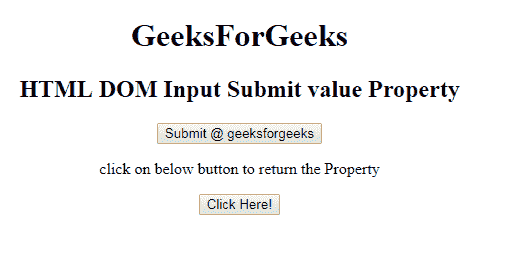 GeeksForGeeks
HTML DOM Input Submit value Property
Submit @ geeksforgeeks
click on below button to return the Property
Click Here!